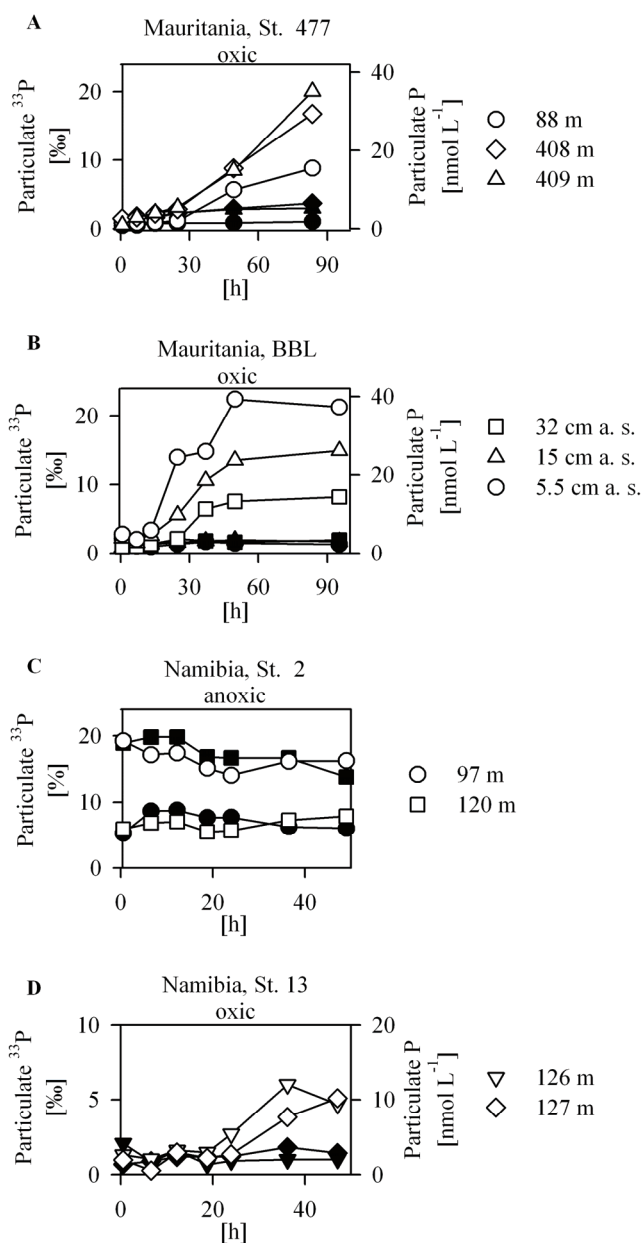 A
Mauritania, St. 477
oxic
Particulate ³³P
[‰]
20
10
0
0
30
60
90
[h]
40
20
0
Particulate P
[nmol L⁻¹]
88 m
408 m
409 m
B
Mauritania, BBL
oxic
Particulate ³³P
[‰]
20
10
0
0
30
60
90
[h]
40
20
0
Particulate P
[nmol L⁻¹]
32 cm a. s.
15 cm a. s.
5.5 cm a. s.
C
Namibia, St. 2
anoxic
Particulate ³³P
[%]
20
10
0
0
20
40
[h]
97 m
120 m
D
Namibia, St. 13
oxic
Particulate ³³P
[‰]
10
5
0
0
20
40
[h]
20
10
0
Particulate P
[nmol L⁻¹]
126 m
127 m